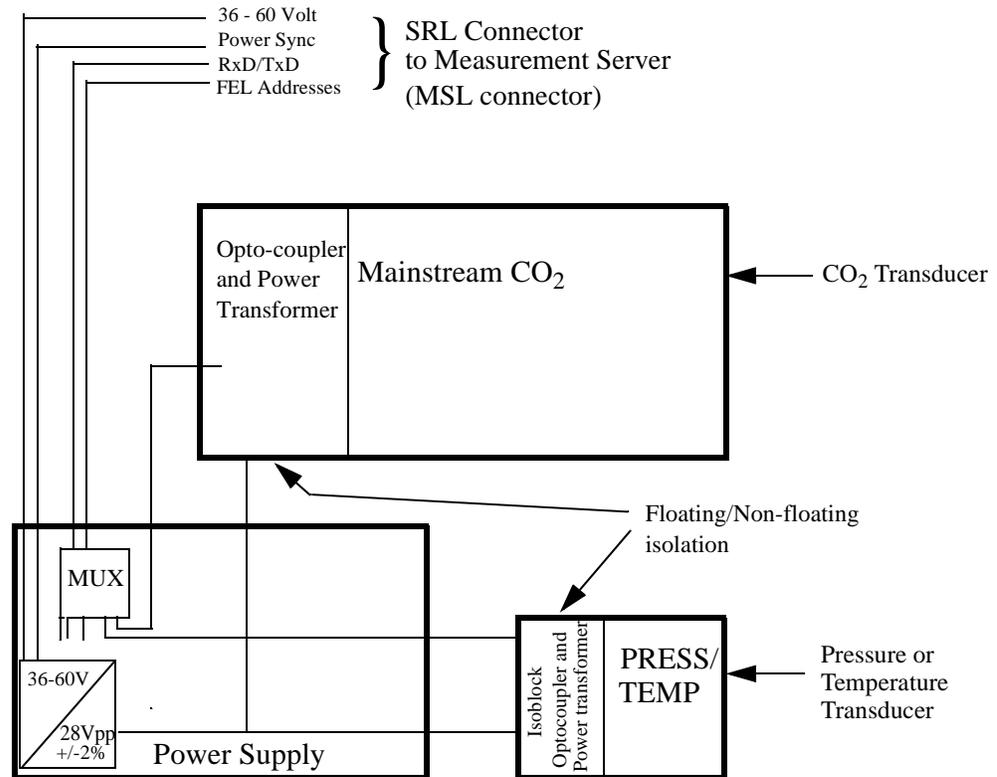 36 - 60 Volt
Power Sync
RxD/TxD
FEL Addresses
SRL Connector
to Measurement Server
(MSL connector)
Opto-coupler
and Power
Transformer
Mainstream CO2
CO2 Transducer
Floating/Non-floating
isolation
MUX
36-60V
28Vpp
+/-2%
Power Supply
Isoblock
Optocoupler and
Power transformer
PRESS/
TEMP
Pressure or
Temperature
Transducer